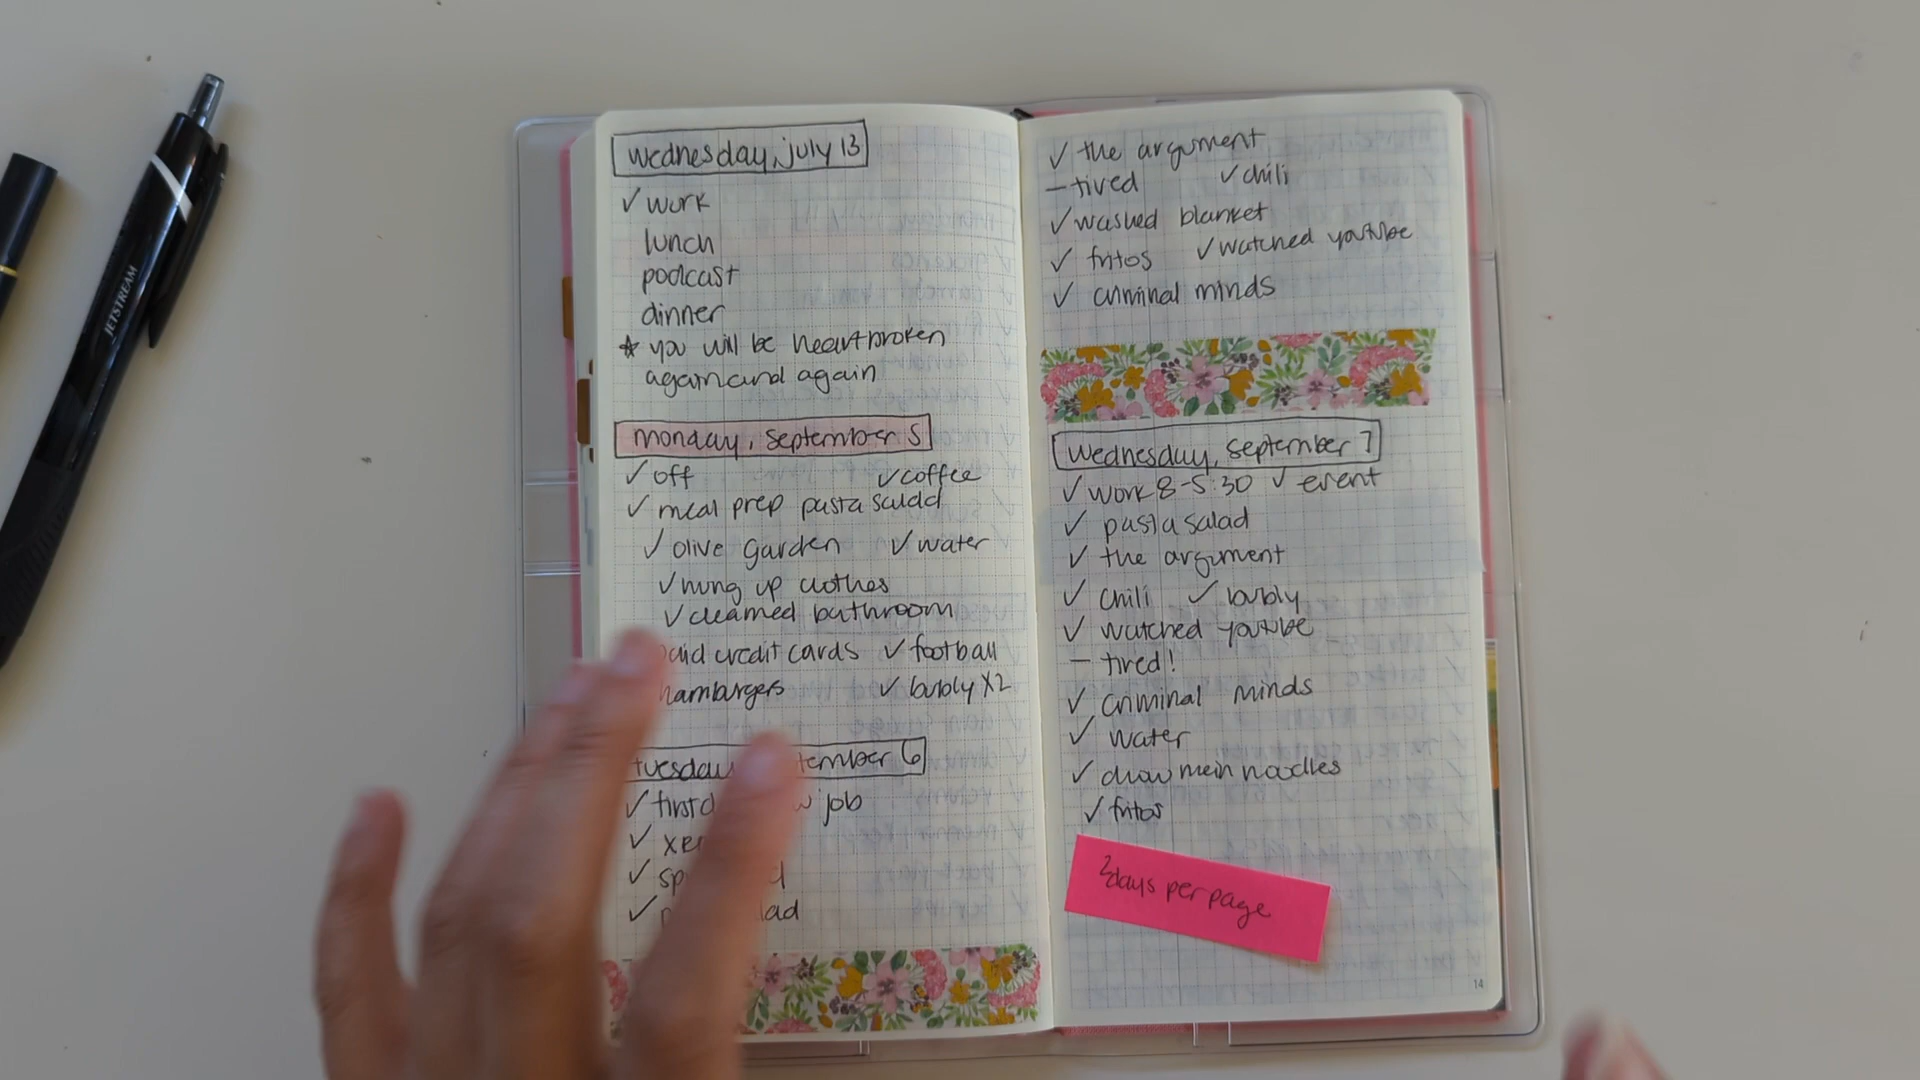 JETSTREAM
wednesday, july 13
✓ work
lunch
podcast
dinner
★ you will be heartbroken
again and again
monday, september 5
✓ off ✓ coffee
✓ meal prep pasta salad
✓ olive garden ✓ water
✓ hung up clothes
✓ cleaned bathroom
credit cards ✓ football
hamburgers ✓ bubly x2
tuesday 6
✓ job
✓
✓
✓
✓ the argument
– tired ✓ chili
✓ washed blanket
✓ fritos ✓ watched youtube
✓ criminal minds
wednesday, september 7
✓ work 8-5:30 ✓ event
✓ pasta salad
✓ the argument
✓ chili ✓ bubly
✓ watched youtube
– tired!
✓ criminal minds
✓ water
✓ chow mein noodles
✓ fritos
2 days per page
14